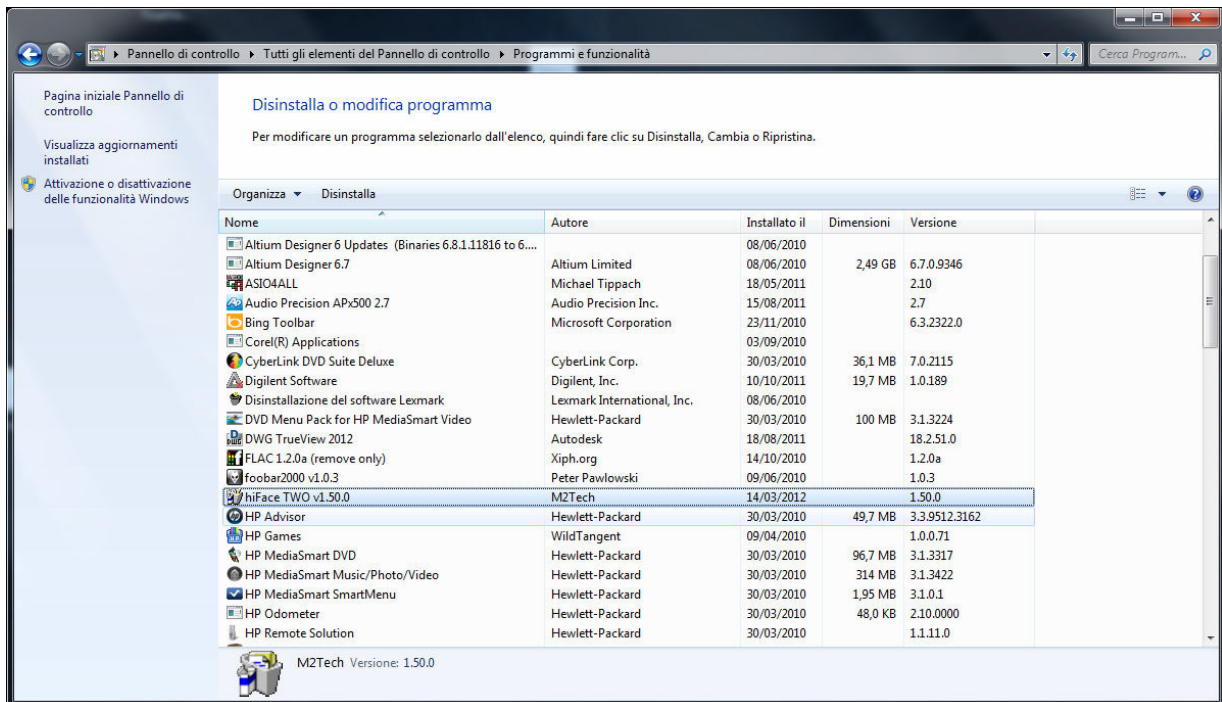 Pannello di controllo Tutti gli elementi del Pannello di controllo Programmi e funzionalità Cerca Program...
Pagina iniziale Pannello di
controllo
Visualizza aggiornamenti
installati
Attivazione o disattivazione
delle funzionalità Windows
Disinstalla o modifica programma
Per modificare un programma selezionarlo dall'elenco, quindi fare clic su Disinstalla, Cambia o Ripristina.
Organizza Disinstalla
Nome Autore Installato il Dimensioni Versione
Altium Designer 6 Updates (Binaries 6.8.1.11816 to 6.... 08/06/2010
Altium Designer 6.7 Altium Limited 08/06/2010 2,49 GB 6.7.0.9346
ASIO4ALL Michael Tippach 18/05/2011 2.10
Audio Precision APx500 2.7 Audio Precision Inc. 15/08/2011 2.7
Bing Toolbar Microsoft Corporation 23/11/2010 6.3.2322.0
Corel(R) Applications 03/09/2010
CyberLink DVD Suite Deluxe CyberLink Corp. 30/03/2010 36,1 MB 7.0.2115
Digilent Software Digilent, Inc. 10/10/2011 19,7 MB 1.0.189
Disinstallazione del software Lexmark Lexmark International, Inc. 08/06/2010
DVD Menu Pack for HP MediaSmart Video Hewlett-Packard 30/03/2010 100 MB 3.1.3224
DWG TrueView 2012 Autodesk 18/08/2011 18.2.51.0
FLAC 1.2.0a (remove only) Xiph.org 14/10/2010 1.2.0a
foobar2000 v1.0.3 Peter Pawlowski 09/06/2010 1.0.3
hiFace TWO v1.50.0 M2Tech 14/03/2012 1.50.0
HP Advisor Hewlett-Packard 30/03/2010 49,7 MB 3.3.9512.3162
HP Games WildTangent 09/04/2010 1.0.0.71
HP MediaSmart DVD Hewlett-Packard 30/03/2010 96,7 MB 3.1.3317
HP MediaSmart Music/Photo/Video Hewlett-Packard 30/03/2010 314 MB 3.1.3422
HP MediaSmart SmartMenu Hewlett-Packard 30/03/2010 1,95 MB 3.1.0.1
HP Odometer Hewlett-Packard 30/03/2010 48,0 KB 2.10.0000
HP Remote Solution Hewlett-Packard 30/03/2010 1.1.11.0
M2Tech Versione: 1.50.0